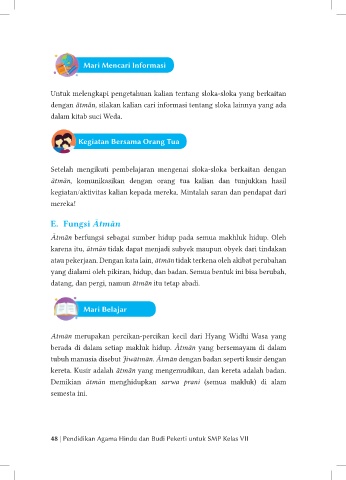 Mari Mencari Informasi
Untuk melengkapi pengetahuan kalian tentang sloka-sloka yang berkaitan
dengan ātmān, silakan kalian cari informasi tentang sloka lainnya yang ada
dalam kitab suci Weda.
Kegiatan Bersama Orang Tua
Setelah mengikuti pembelajaran mengenai sloka-sloka berkaitan dengan
ātmān, komunikasikan dengan orang tua kalian dan tunjukkan hasil
kegiatan/aktivitas kalian kepada mereka. Mintalah saran dan pendapat dari
mereka!
E. Fungsi Ātmān
Ātmān berfungsi sebagai sumber hidup pada semua makhluk hidup. Oleh
karena itu, ātmān tidak dapat menjadi subyek maupun obyek dari tindakan
atau pekerjaan. Dengan kata lain, ātmān tidak terkena oleh akibat perubahan
yang dialami oleh pikiran, hidup, dan badan. Semua bentuk ini bisa berubah,
datang, dan pergi, namun ātmān itu tetap abadi.
Mari Belajar
Ātmān merupakan percikan-percikan kecil dari Hyang Widhi Wasa yang
berada di dalam setiap makluk hidup. Ātmān yang bersemayam di dalam
tubuh manusia disebut Jiwātmān. Ātmān dengan badan seperti kusir dengan
kereta. Kusir adalah ātmān yang mengemudikan, dan kereta adalah badan.
Demikian ātmān menghidupkan sarwa prani (semua makluk) di alam
semesta ini.
48 | Pendidikan Agama Hindu dan Budi Pekerti untuk SMP Kelas VII